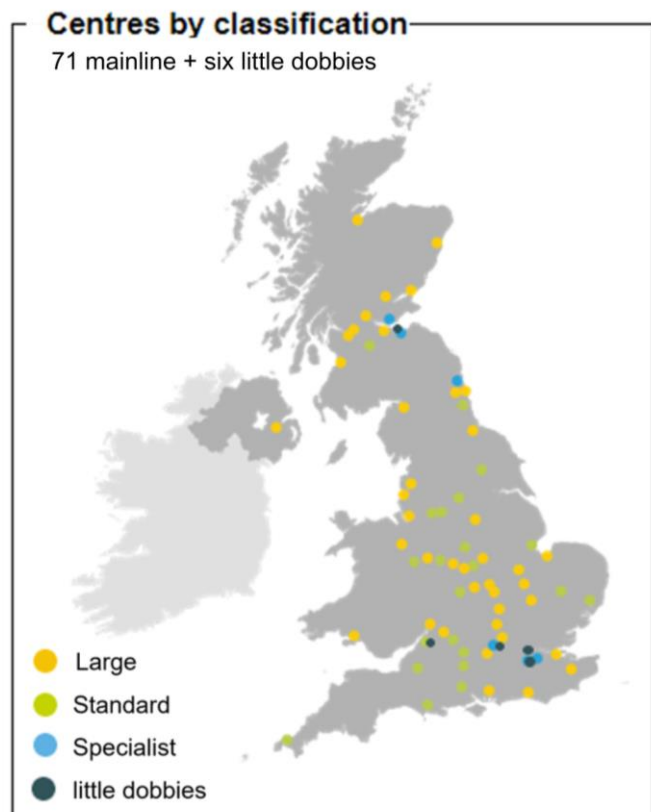 Centres by classification
71 mainline + six little dobbies
Large
Standard
Specialist
little dobbies